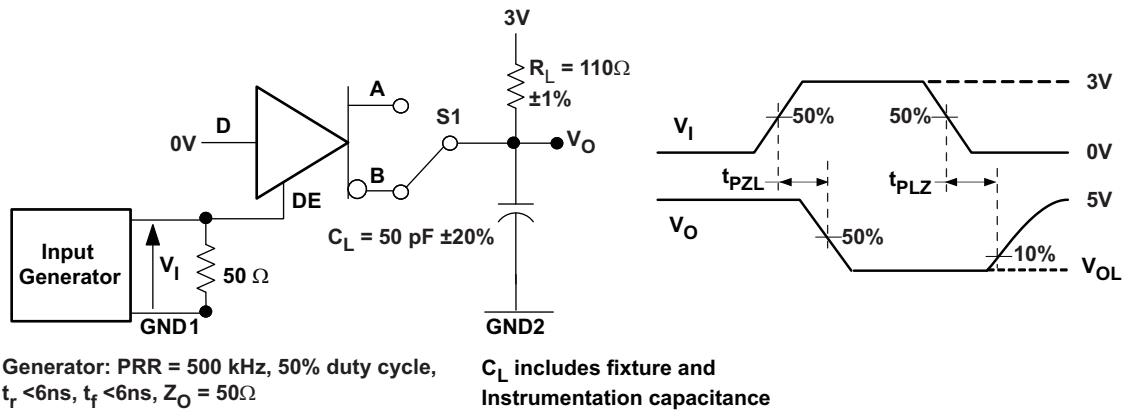 3V
R_L = 110Ω
±1%
A
S1
D
0V
V_O
B
DE
C_L = 50 pF ±20%
Input
Generator
V_I
50 Ω
GND1
GND2
Generator: PRR = 500 kHz, 50% duty cycle,
t_r <6ns, t_f <6ns, Z_O = 50Ω
C_L includes fixture and
Instrumentation capacitance
3V
V_I
50%
50%
0V
t_PZL
t_PLZ
5V
V_O
50%
10%
V_OL